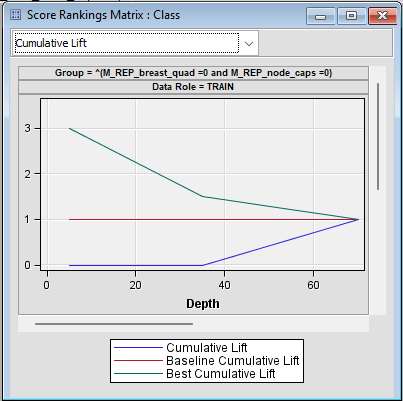 Score Rankings Matrix : Class
Cumulative Lift
Group = ^(M_REP_breast_quad =0 and M_REP_node_caps =0)
Data Role = TRAIN
3
2
1
0
0 20 40 60
Depth
Cumulative Lift
Baseline Cumulative Lift
Best Cumulative Lift